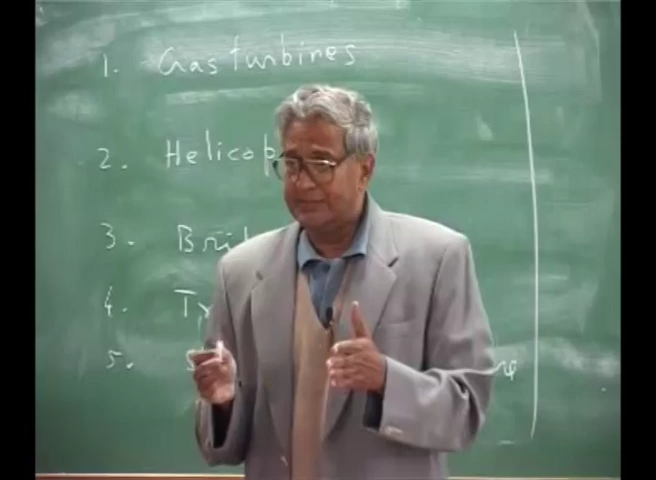 1. Gas turbines
2. Helicop
3. Bri
4. Ty
5. S